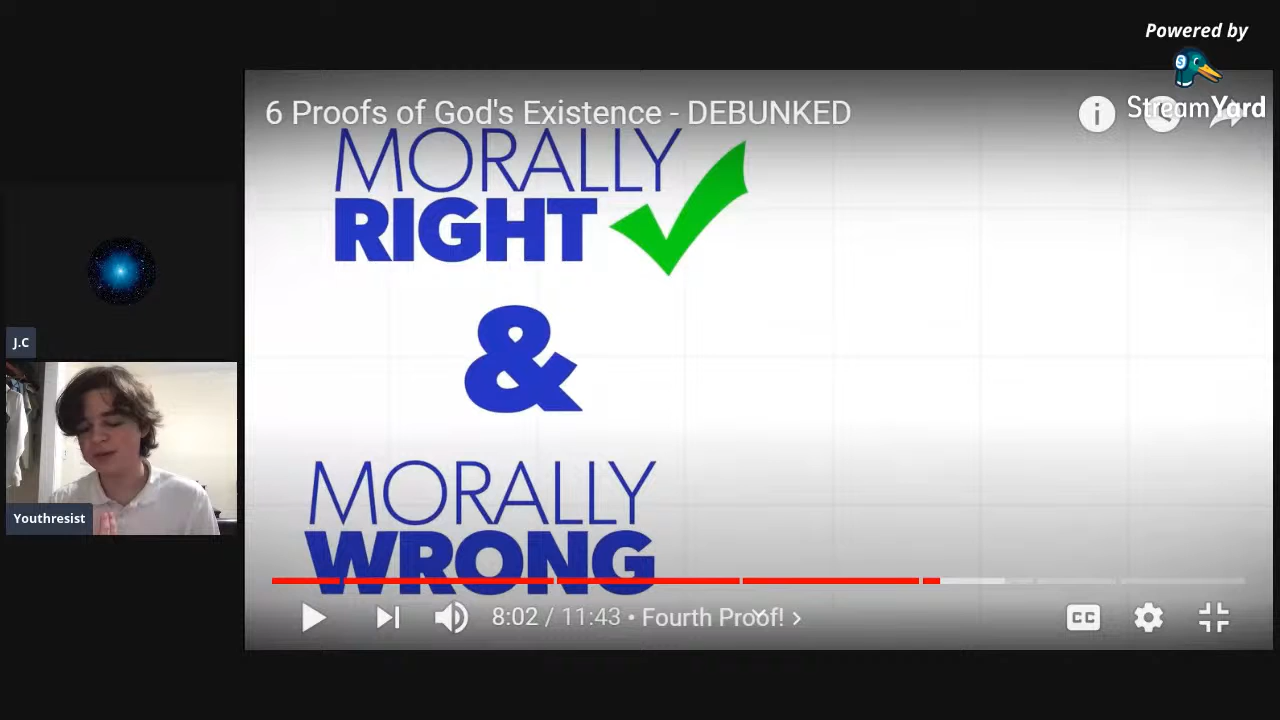 Powered by
StreamYard
6 Proofs of God's Existence - DEBUNKED
MORALLY
RIGHT
&
MORALLY
WRONG
J.C
Youthresist
8:02 / 11:43 • Fourth Proof! >
CC